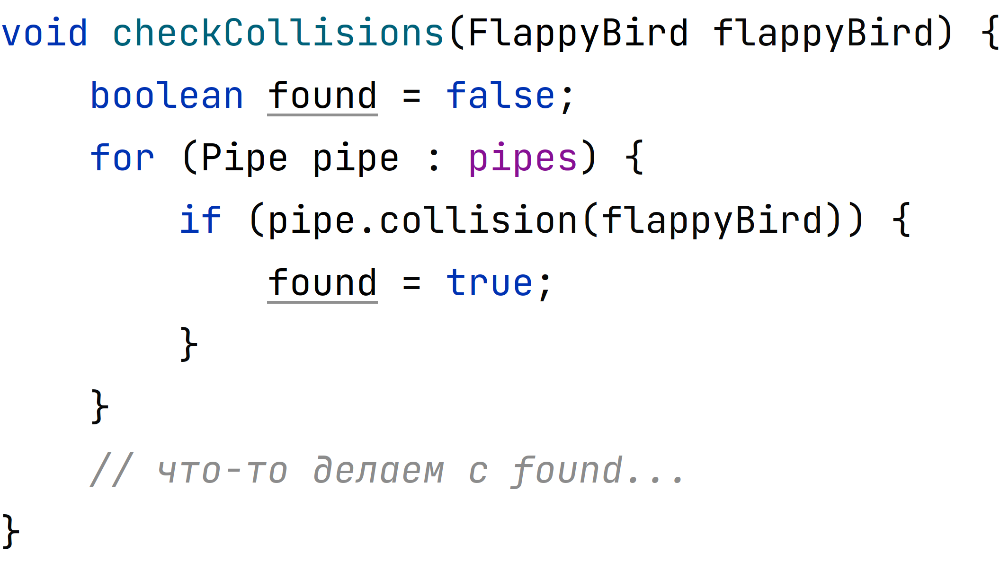 void checkCollisions(FlappyBird flappyBird) {
    boolean found = false;
    for (Pipe pipe : pipes) {
        if (pipe.collision(flappyBird)) {
            found = true;
        }
    }
    // что-то делаем с found...
}